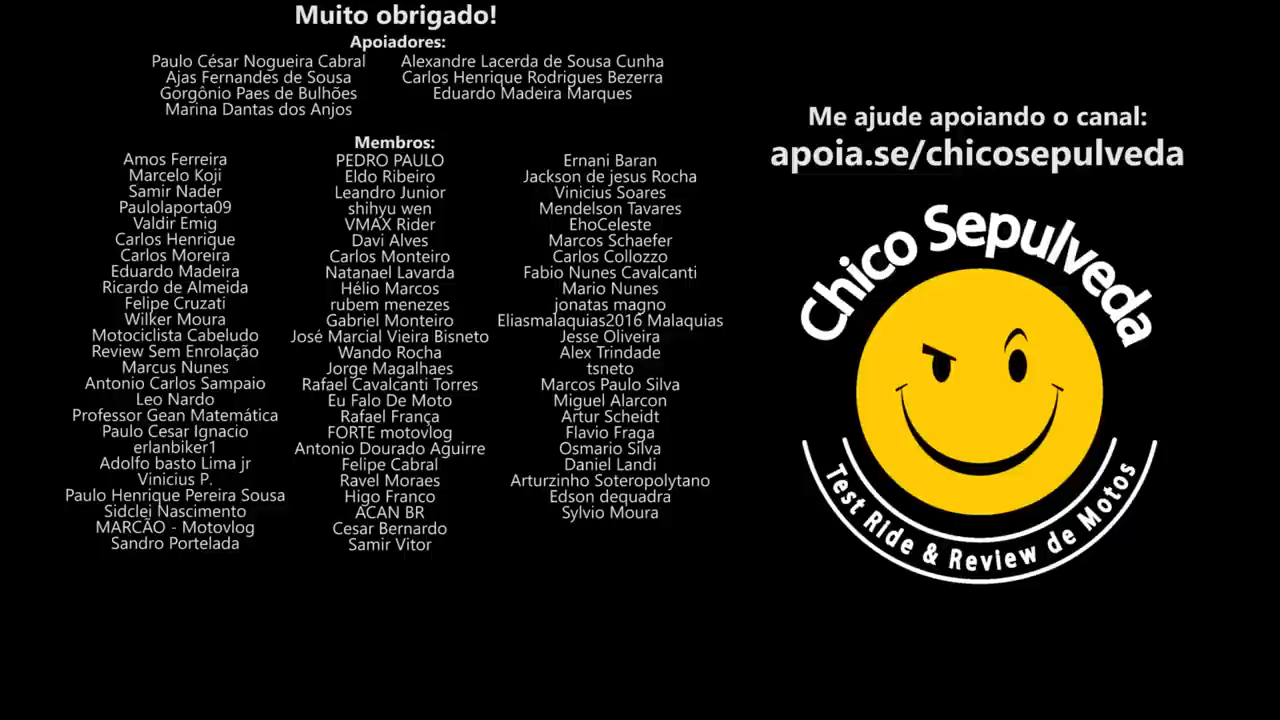 Muito obrigado!
Apoiadores:
Paulo César Nogueira Cabral
Ajas Fernandes de Sousa
Gorgônio Paes de Bulhões
Marina Dantas dos Anjos
Alexandre Lacerda de Sousa Cunha
Carlos Henrique Rodrigues Bezerra
Eduardo Madeira Marques
Membros:
Amos Ferreira
Marcelo Koji
Samir Nader
Paulolaporta09
Valdir Emig
Carlos Henrique
Carlos Moreira
Eduardo Madeira
Ricardo de Almeida
Felipe Cruzati
Wilker Moura
Motociclista Cabeludo
Review Sem Enrolação
Marcus Nunes
Antonio Carlos Sampaio
Leo Nardo
Professor Gean Matemática
Paulo Cesar Ignacio
erlanbiker1
Adolfo basto Lima jr
Vinicius P.
Paulo Henrique Pereira Sousa
Sidclei Nascimento
MARCÃO - Motovlog
Sandro Portelada
PEDRO PAULO
Eldo Ribeiro
Leandro Junior
shihyu wen
VMAX Rider
Davi Alves
Carlos Monteiro
Natanael Lavarda
Hélio Marcos
rubem menezes
Gabriel Monteiro
José Marcial Vieira Bisneto
Wando Rocha
Jorge Magalhaes
Rafael Cavalcanti Torres
Eu Falo De Moto
Rafael França
FORTE motovlog
Antonio Dourado Aguirre
Felipe Cabral
Ravel Moraes
Higo Franco
ACAN BR
Cesar Bernardo
Samir Vitor
Ernani Baran
Jackson de jesus Rocha
Vinicius Soares
Mendelson Tavares
EhoCeleste
Marcos Schaefer
Carlos Collozzo
Fabio Nunes Cavalcanti
Mario Nunes
jonatas magno
Eliasmalaquias2016 Malaquias
Jesse Oliveira
Alex Trindade
tsneto
Marcos Paulo Silva
Miguel Alarcon
Artur Scheidt
Flavio Fraga
Osmario Silva
Daniel Landi
Arturzinho Soteropolytano
Edson dequadra
Sylvio Moura
Me ajude apoiando o canal:
apoia.se/chicosepulveda
Chico Sepulveda
Test Ride & Review de Motos